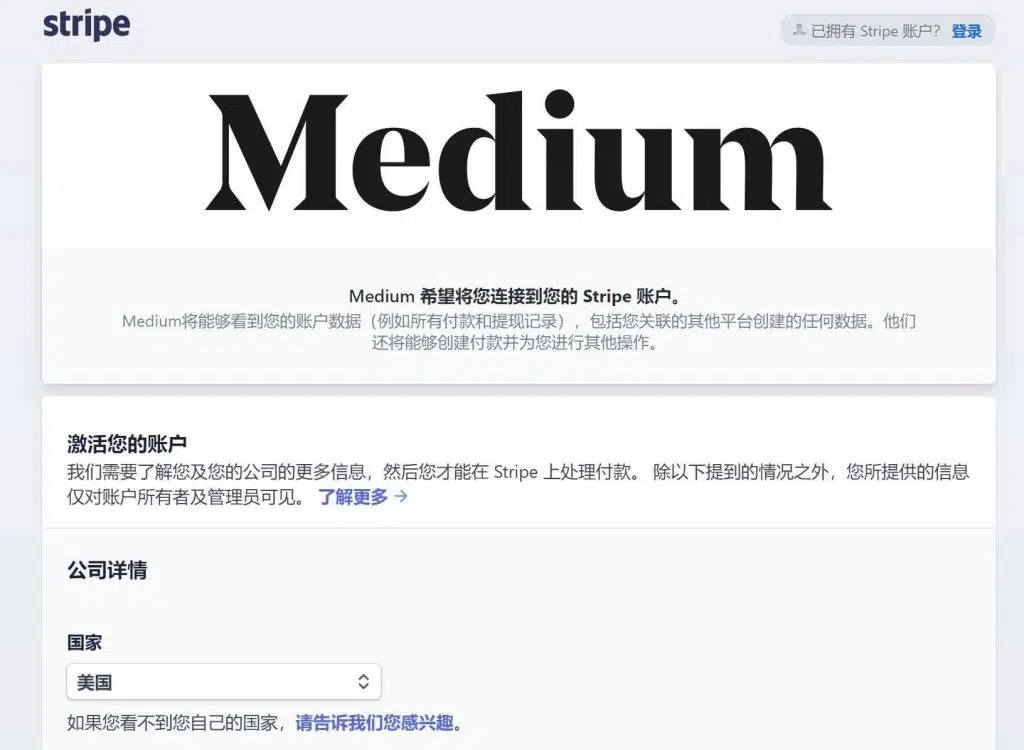 stripe
已拥有 Stripe 账户? 登录
Medium
Medium 希望将您连接到您的 Stripe 账户。
Medium将能够看到您的账户数据（例如所有付款和提现记录），包括您关联的其他平台创建的任何数据。他们
还将能够创建付款并为您进行其他操作。
激活您的账户
我们需要了解您及您的公司的更多信息，然后您才能在 Stripe 上处理付款。 除以下提到的情况之外，您所提供的信息
仅对账户所有者及管理员可见。 了解更多 →
公司详情
国家
美国
如果您看不到您自己的国家，请告诉我们您感兴趣。